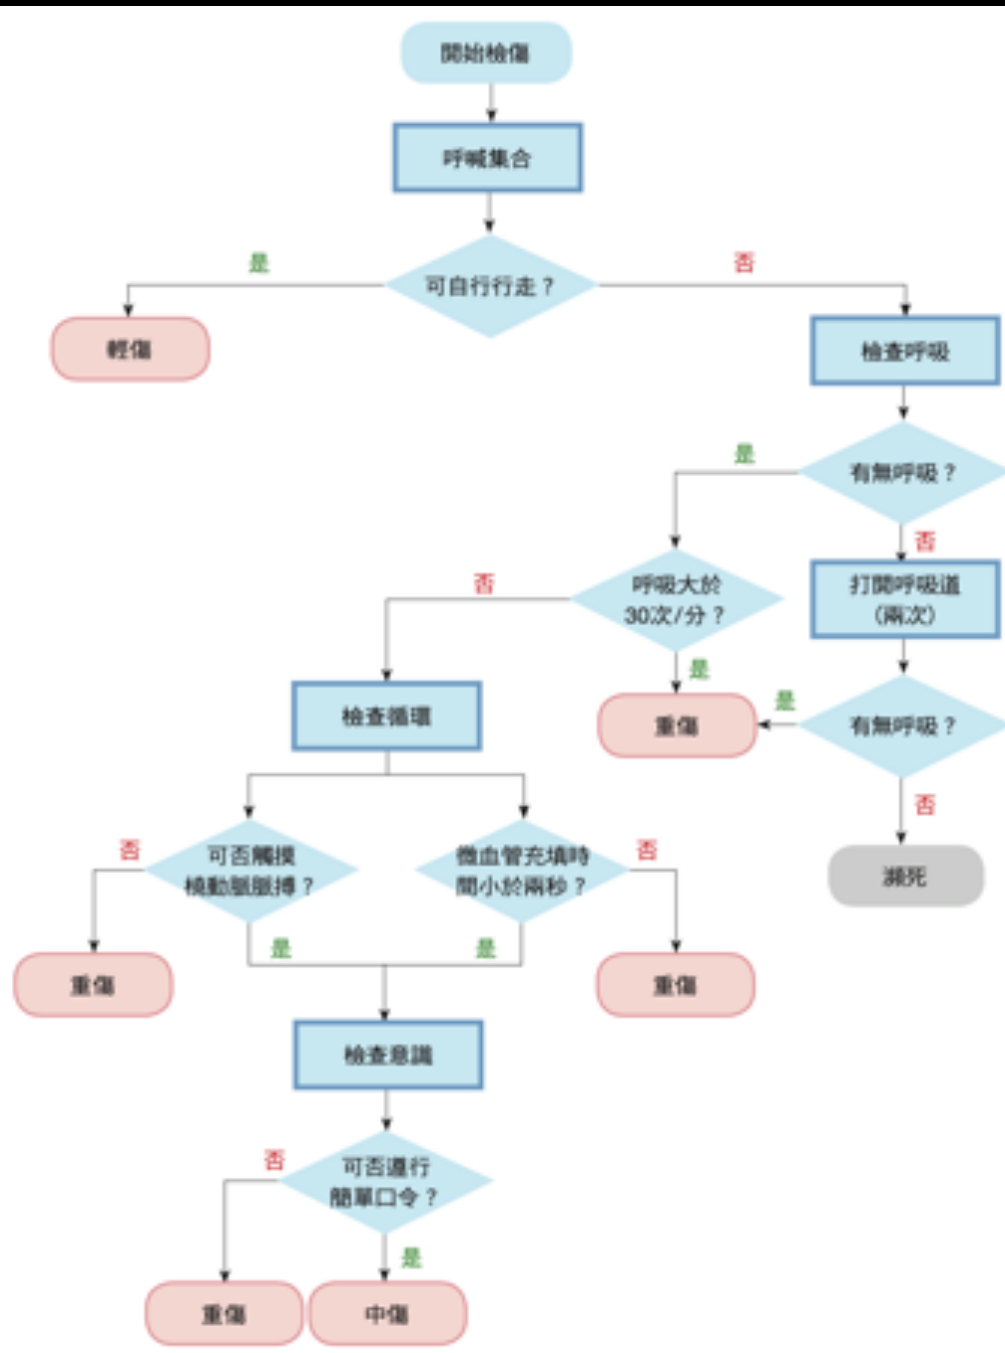 開始檢傷
呼喊集合
可自行行走？
是
否
輕傷
檢查呼吸
有無呼吸？
是
否
呼吸大於
30次/分？
否
是
打開呼吸道
(兩次)
檢查循環
重傷
是
有無呼吸？
否
瀕死
可否觸摸
橈動脈脈搏？
否
是
微血管充填時
間小於兩秒？
否
是
重傷
重傷
檢查意識
可否遵行
簡單口令？
否
是
重傷
中傷